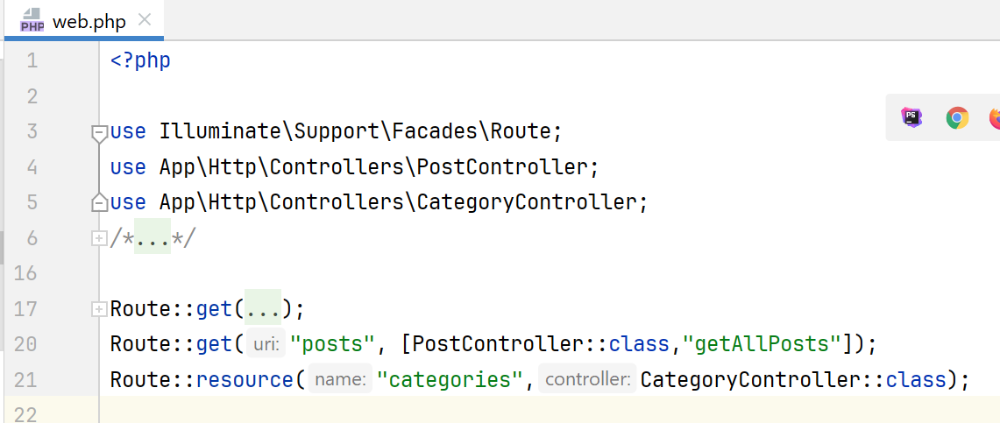 PHP web.php
1 <?php
2
3 use Illuminate\Support\Facades\Route;
PS
4 use App\Http\Controllers\PostController;
5 use App\Http\Controllers\CategoryController;
6 /*...*/
16
17 Route::get(...);
20 Route::get( uri: "posts", [PostController::class,"getAllPosts"]);
21 Route::resource( name: "categories", controller: CategoryController::class);
22